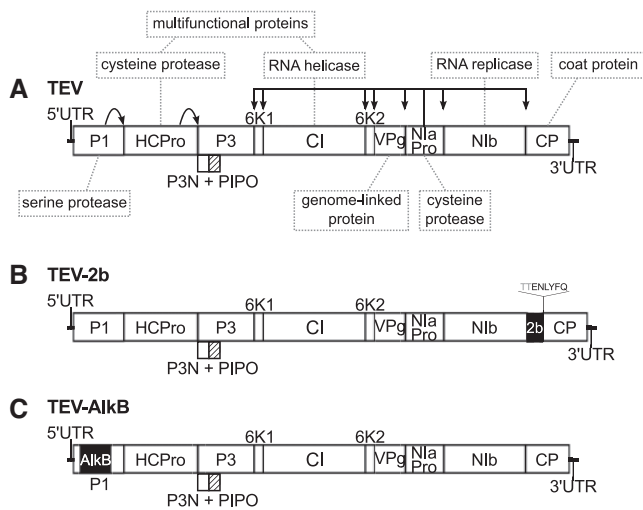 multifunctional proteins
cysteine protease
RNA helicase
RNA replicase
coat protein
A TEV
5'UTR
6K1
6K2
P1
HCPro
P3
CI
VPg
NIa
Pro
NIb
CP
3'UTR
P3N + PIPO
serine protease
genome-linked
protein
cysteine
protease
B TEV-2b
TTENLYFQ
5'UTR
6K1
6K2
P1
HCPro
P3
CI
VPg
NIa
Pro
NIb
2b
CP
3'UTR
P3N + PIPO
C TEV-AlkB
5'UTR
6K1
6K2
AlkB
HCPro
P3
CI
VPg
NIa
Pro
NIb
CP
P1
3'UTR
P3N + PIPO